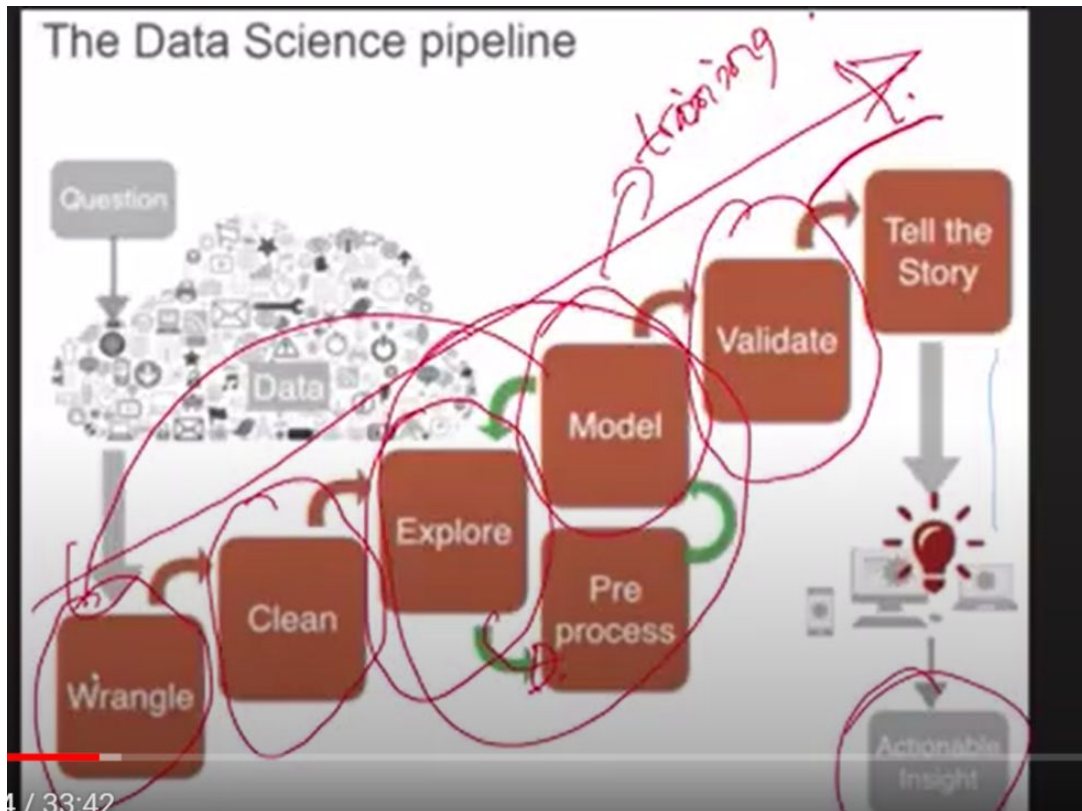 The Data Science pipeline
training
Question
Data
Tell the
Story
Validate
Model
Explore
Pre
process
Clean
Wrangle
Actionable
Insight
4 / 33:42